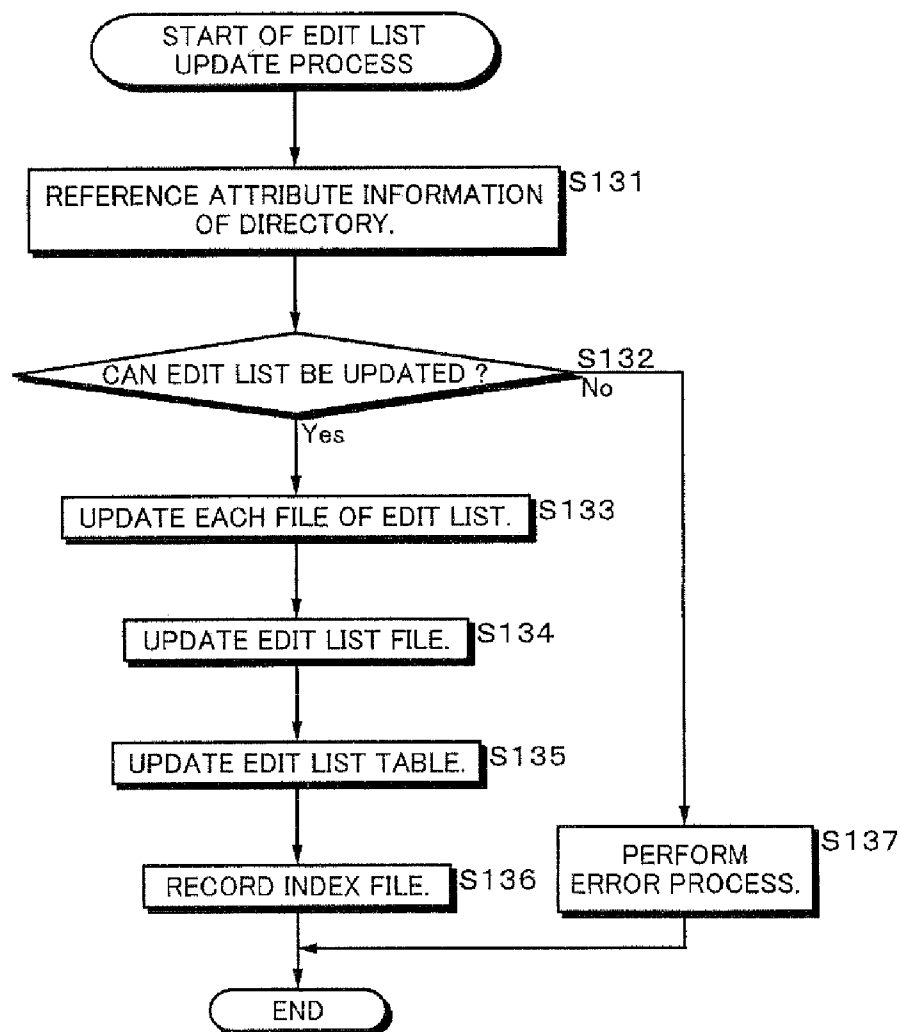 START OF EDIT LIST
UPDATE PROCESS
REFERENCE ATTRIBUTE INFORMATION
OF DIRECTORY.
S131
CAN EDIT LIST BE UPDATED ?
S132
No
Yes
UPDATE EACH FILE OF EDIT LIST.
S133
UPDATE EDIT LIST FILE.
S134
UPDATE EDIT LIST TABLE.
S135
RECORD INDEX FILE.
S136
PERFORM
ERROR PROCESS.
S137
END